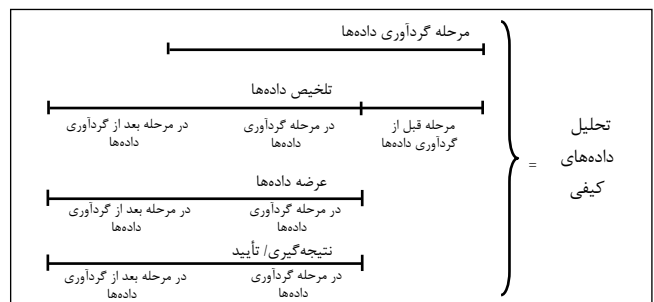 مرحله گردآوری داده‌ها
تلخیص داده‌ها
مرحله قبل از
گردآوری داده‌ها
در مرحله گردآوری
داده‌ها
در مرحله بعد از گردآوری
داده‌ها
عرضه داده‌ها
در مرحله گردآوری
داده‌ها
در مرحله بعد از گردآوری
داده‌ها
نتیجه‌گیری/ تأیید
در مرحله گردآوری
داده‌ها
در مرحله بعد از گردآوری
داده‌ها
=
تحلیل
داده‌های
کیفی